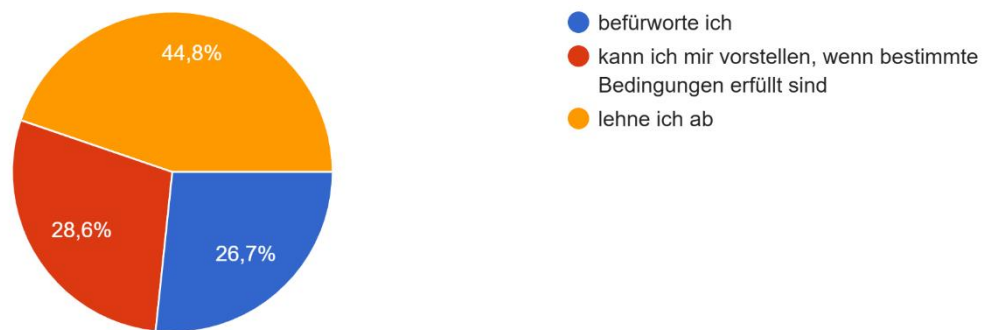 44,8%
28,6%
26,7%
befürworte ich
kann ich mir vorstellen, wenn bestimmte
Bedingungen erfüllt sind
lehne ich ab